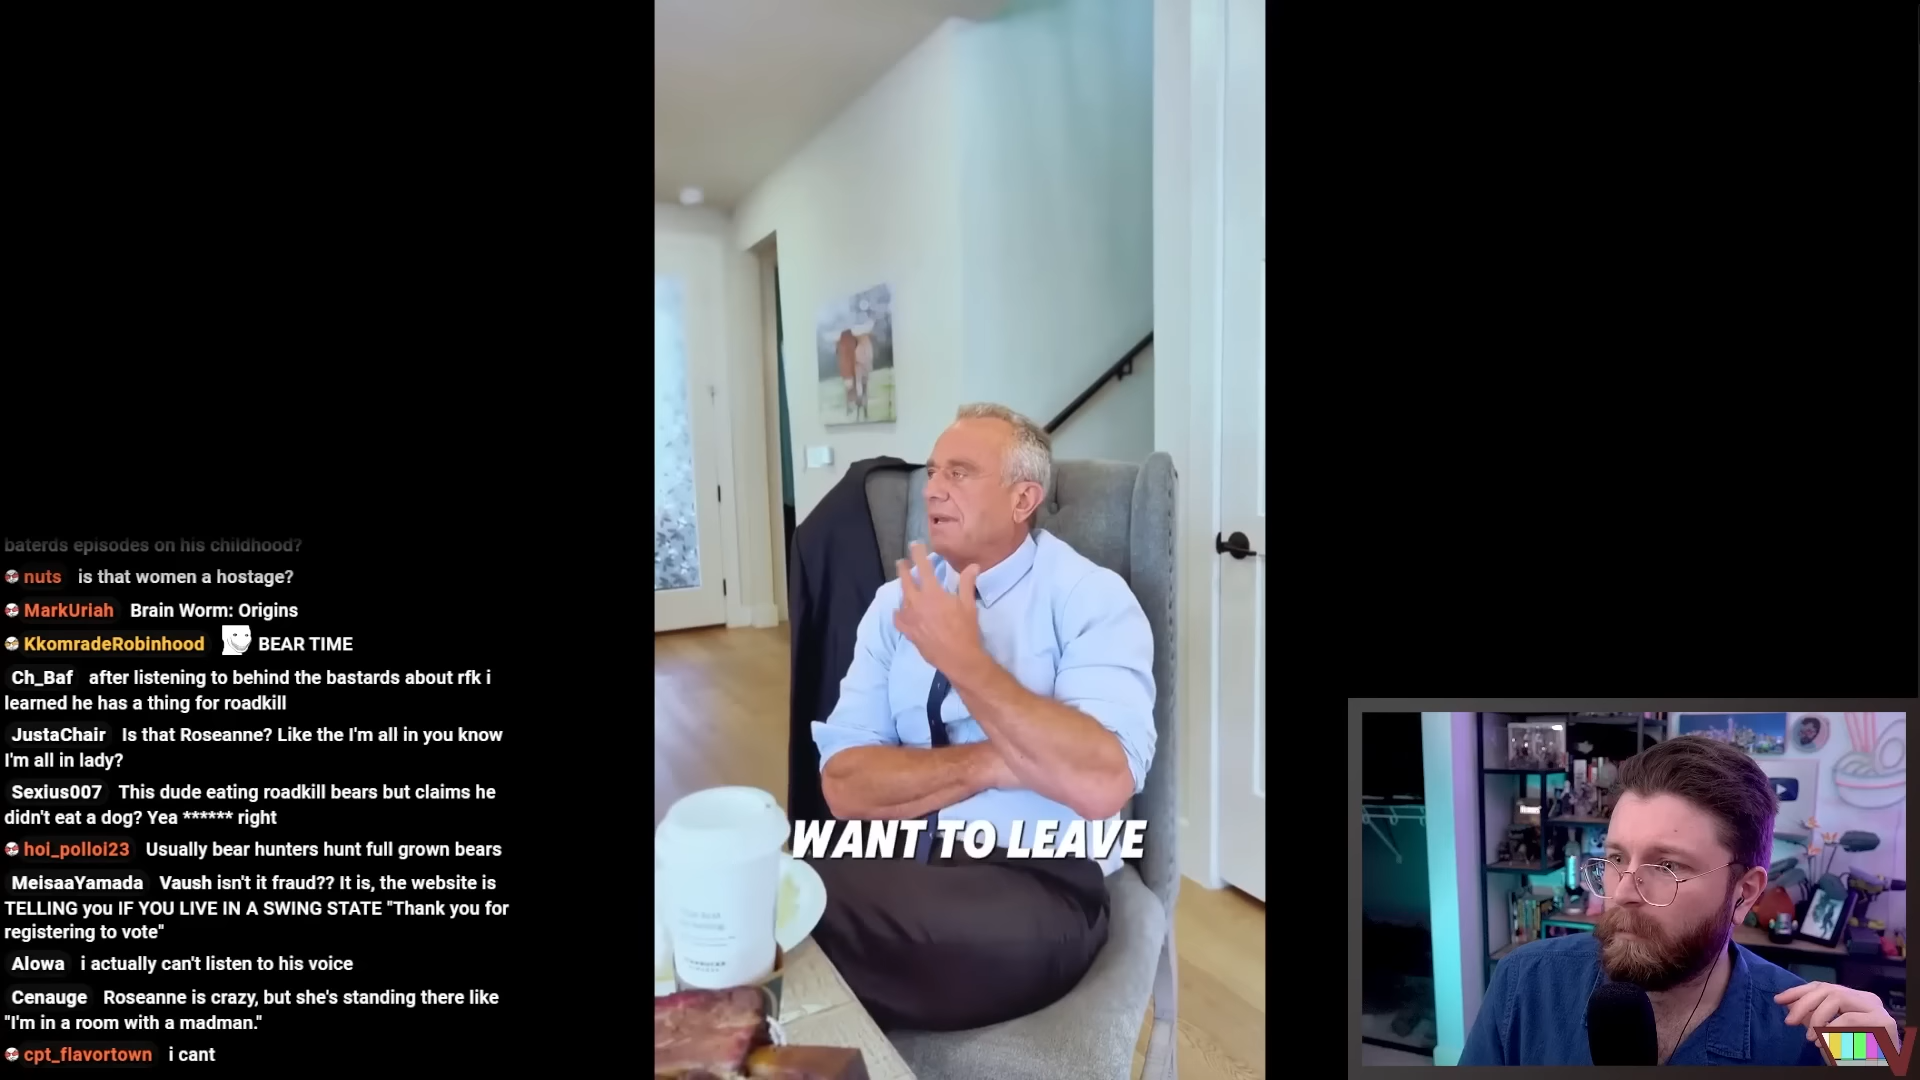 baterds episodes on his childhood?
nuts is that women a hostage?
MarkUriah Brain Worm: Origins
KkomradeRobinhood BEAR TIME
Ch_Baf after listening to behind the bastards about rfk i
learned he has a thing for roadkill
JustaChair Is that Roseanne? Like the I'm all in you know
I'm all in lady?
Sexius007 This dude eating roadkill bears but claims he
didn't eat a dog? Yea ****** right
hoi_polloi23 Usually bear hunters hunt full grown bears
MeisaaYamada Vaush isn't it fraud?? It is, the website is
TELLING you IF YOU LIVE IN A SWING STATE "Thank you for
registering to vote"
Alowa i actually can't listen to his voice
Cenauge Roseanne is crazy, but she's standing there like
"I'm in a room with a madman."
cpt_flavortown i cant
WANT TO LEAVE